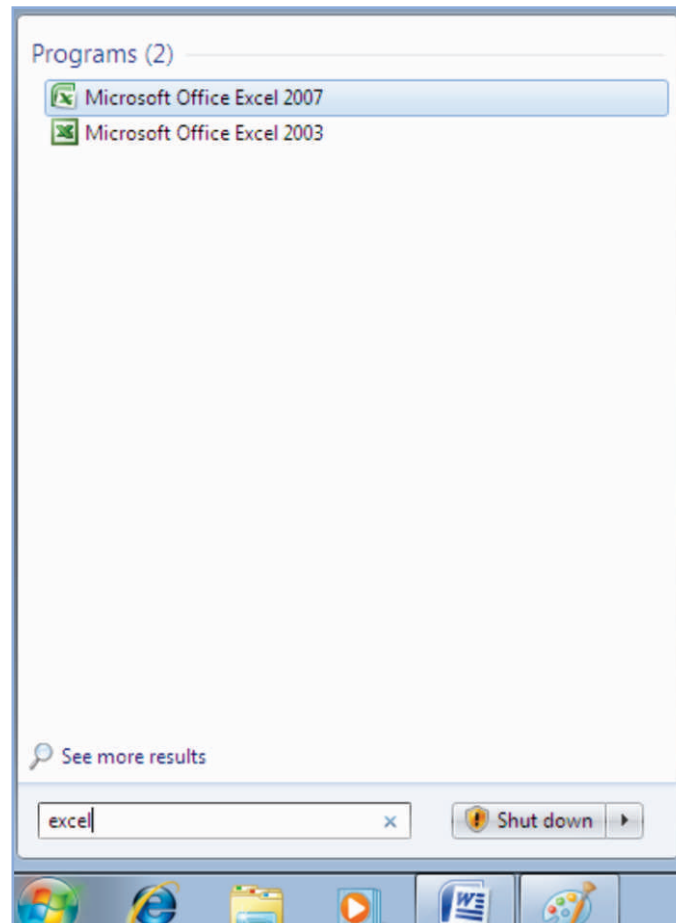 Programs (2)
Microsoft Office Excel 2007
Microsoft Office Excel 2003
See more results
excel
Shut down